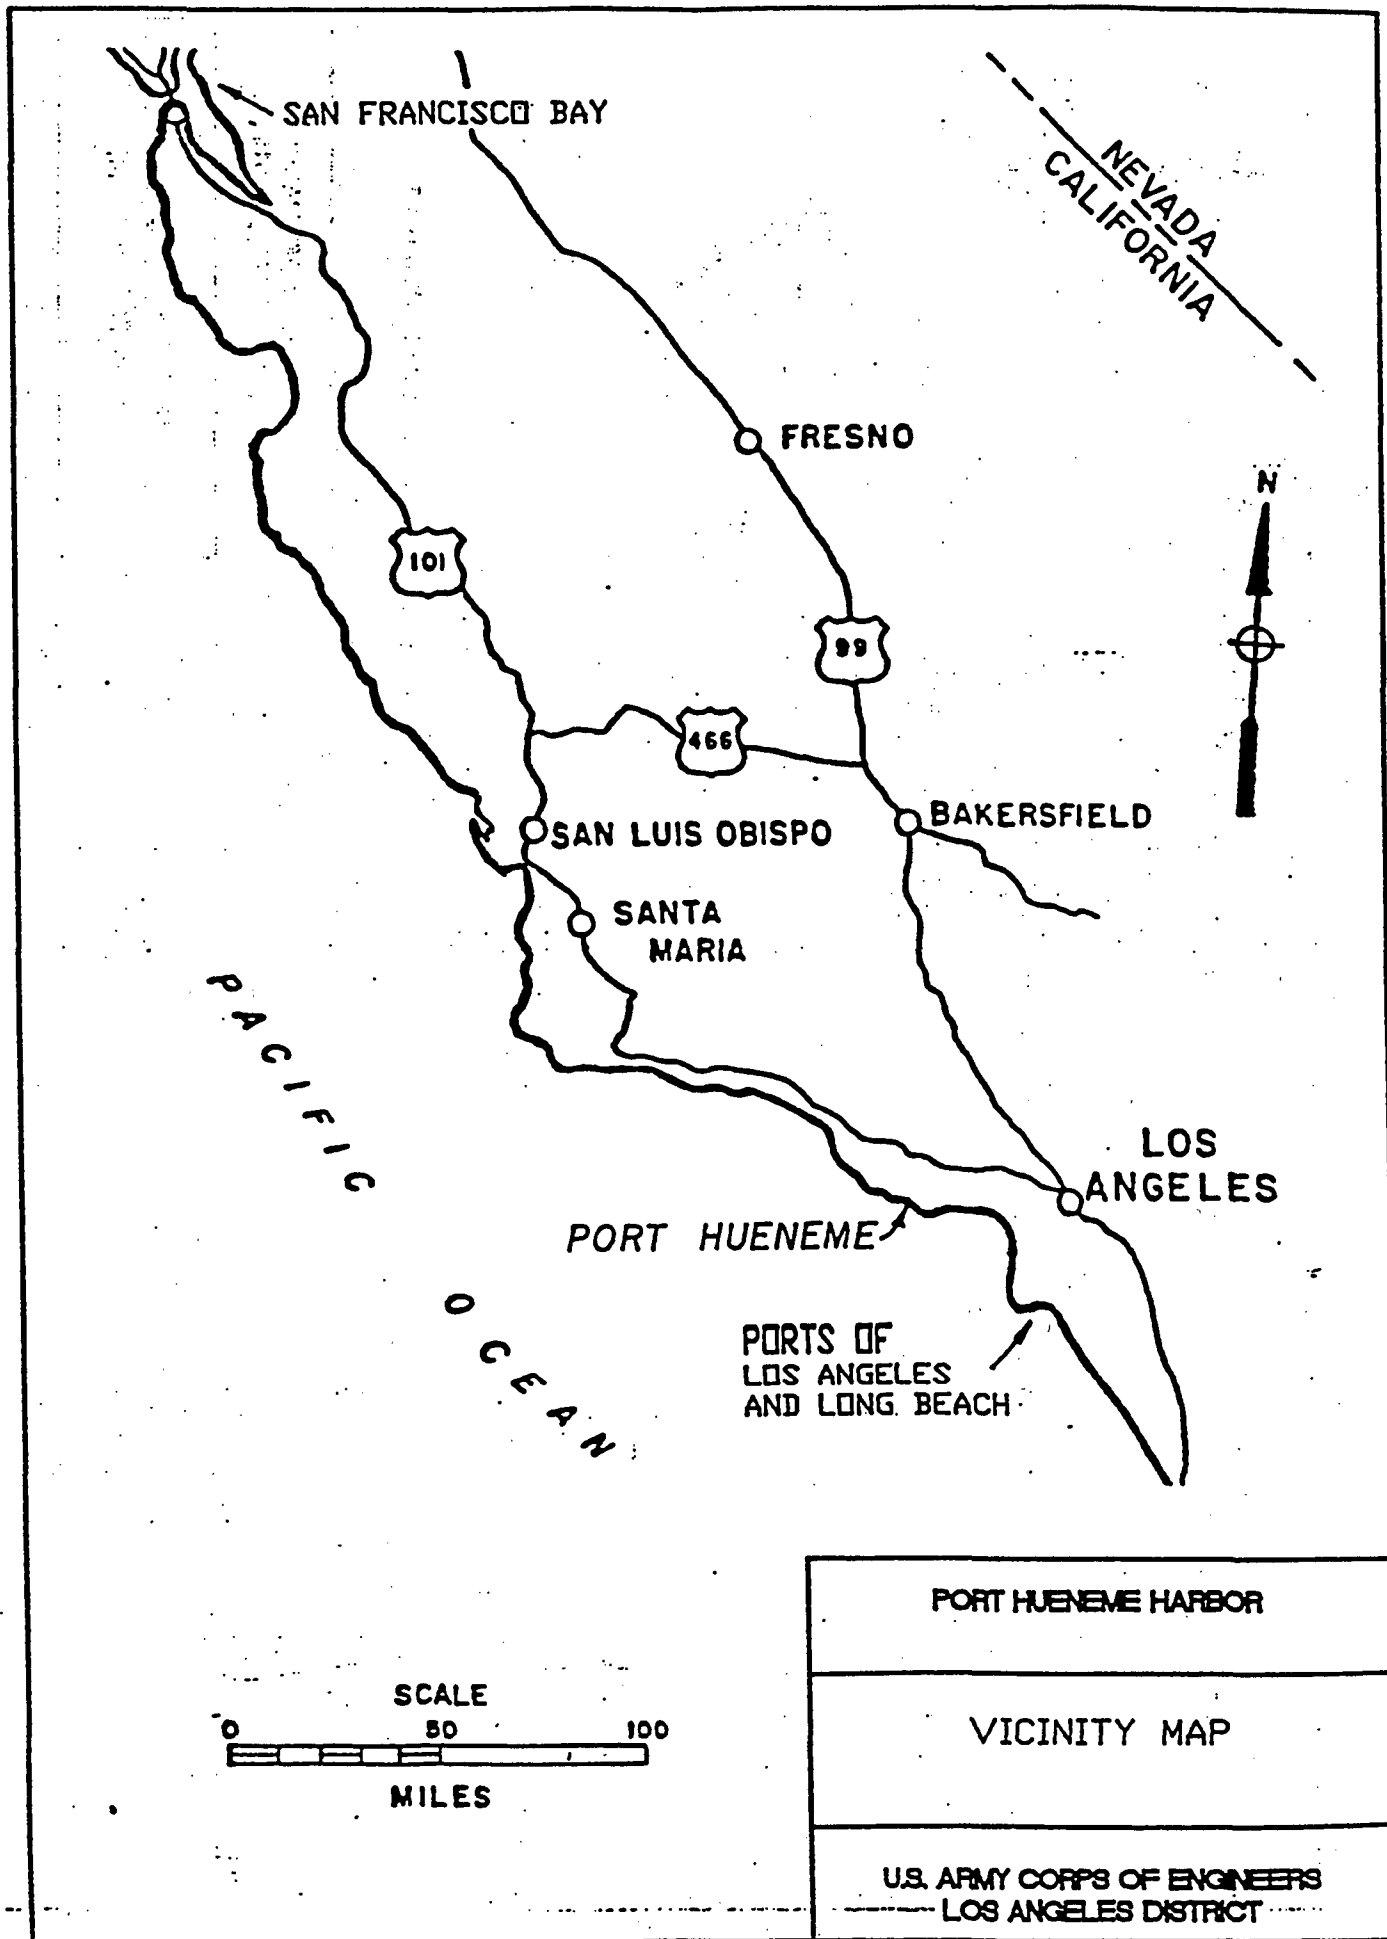 SAN FRANCISCO BAY
NEVADA
CALIFORNIA
FRESNO
N
101
99
466
BAKERSFIELD
SAN LUIS OBISPO
SANTA
MARIA
PACIFIC
OCEAN
LOS
ANGELES
PORT HUENEME
PORTS OF
LOS ANGELES
AND LONG BEACH
PORT HUENEME HARBOR
SCALE
0 50 100
MILES
VICINITY MAP
U.S. ARMY CORPS OF ENGINEERS
LOS ANGELES DISTRICT